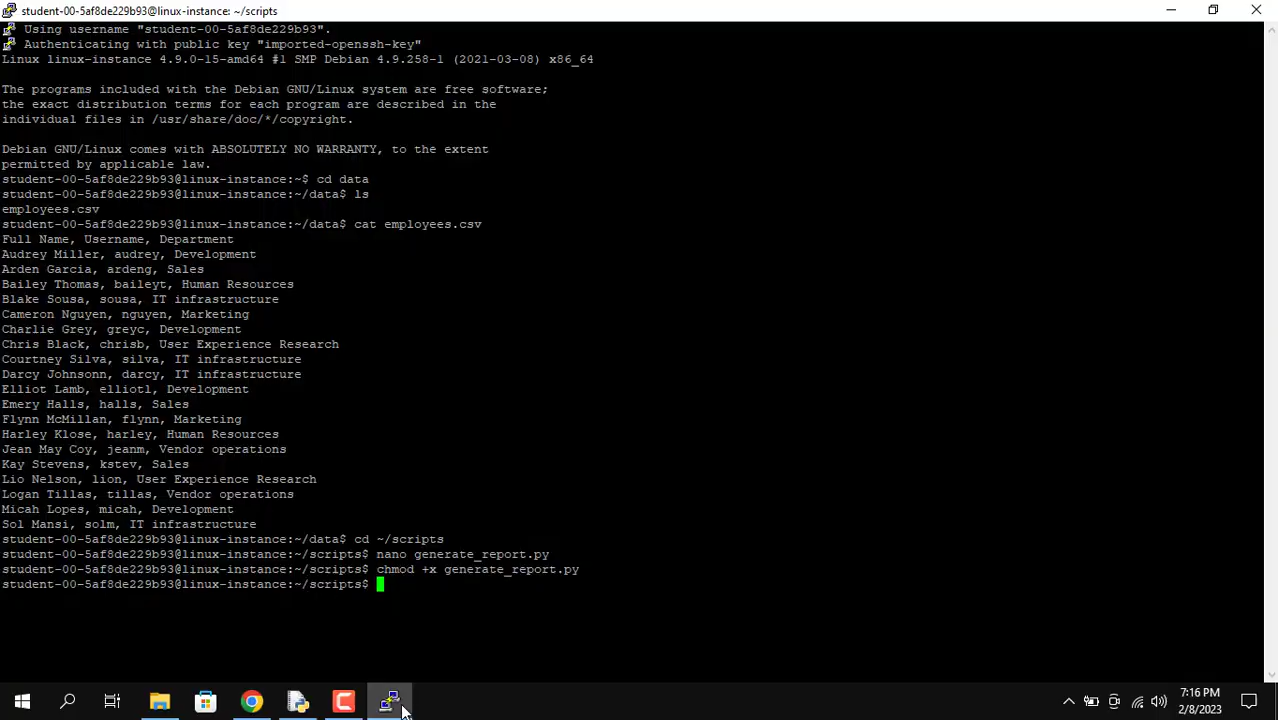 student-00-5af8de229b93@linux-instance: ~/scripts
Using username "student-00-5af8de229b93".
Authenticating with public key "imported-openssh-key"
Linux linux-instance 4.9.0-15-amd64 #1 SMP Debian 4.9.258-1 (2021-03-08) x86_64
The programs included with the Debian GNU/Linux system are free software;
the exact distribution terms for each program are described in the
individual files in /usr/share/doc/*/copyright.
Debian GNU/Linux comes with ABSOLUTELY NO WARRANTY, to the extent
permitted by applicable law.
student-00-5af8de229b93@linux-instance:~$ cd data
student-00-5af8de229b93@linux-instance:~/data$ ls
employees.csv
student-00-5af8de229b93@linux-instance:~/data$ cat employees.csv
Full Name, Username, Department
Audrey Miller, audrey, Development
Arden Garcia, ardeng, Sales
Bailey Thomas, baileyt, Human Resources
Blake Sousa, sousa, IT infrastructure
Cameron Nguyen, nguyen, Marketing
Charlie Grey, greyc, Development
Chris Black, chrisb, User Experience Research
Courtney Silva, silva, IT infrastructure
Darcy Johnsonn, darcy, IT infrastructure
Elliot Lamb, elliotl, Development
Emery Halls, halls, Sales
Flynn McMillan, flynn, Marketing
Harley Klose, harley, Human Resources
Jean May Coy, jeanm, Vendor operations
Kay Stevens, kstev, Sales
Lio Nelson, lion, User Experience Research
Logan Tillas, tillas, Vendor operations
Micah Lopes, micah, Development
Sol Mansi, solm, IT infrastructure
student-00-5af8de229b93@linux-instance:~/data$ cd ~/scripts
student-00-5af8de229b93@linux-instance:~/scripts$ nano generate_report.py
student-00-5af8de229b93@linux-instance:~/scripts$ chmod +x generate_report.py
student-00-5af8de229b93@linux-instance:~/scripts$
7:16 PM
2/8/2023